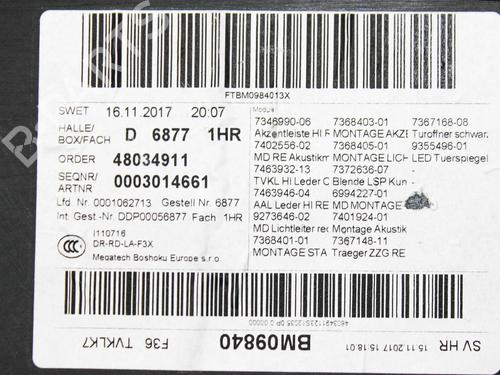 FTBM0984013X
SWET 16.11.2017 20:07
HALLE/
BOX/FACH D 6877 1HR
ORDER 48034911
SEQNR/
ARTNR 0003014661
Lfd Nr. 0001062713 Gestell Nr. 6877
Int. Gest-Nr. DDP00056877 Fach 1HR
I110716
DR-RD-LA-F3X
Megatech Boshoku Europe s.r.o.
Module
7346990-06 7368403-01 7367168-08
Akzentleiste HI R MONTAGE AKZE Turoffner schwar.
7402556-02 7368405-01 9355496-01
MD RE Akustikm MONTAGE LICH LED Tuerspiegel
7463932-13 7372636-07
TVKL HI Leder C Blende LSP Kun
7463946-04 6994227-01
AAL Leder HI RE MD MONTAGE
9273646-02 7401924-01
MD Lichtleiter rec Montage Akustik
7368401-01 7367148-11
MONTAGE STA Traeger ZZG RE
F36 TVKLK7
BM09840
SV HR
15.11.2017 15:18:01